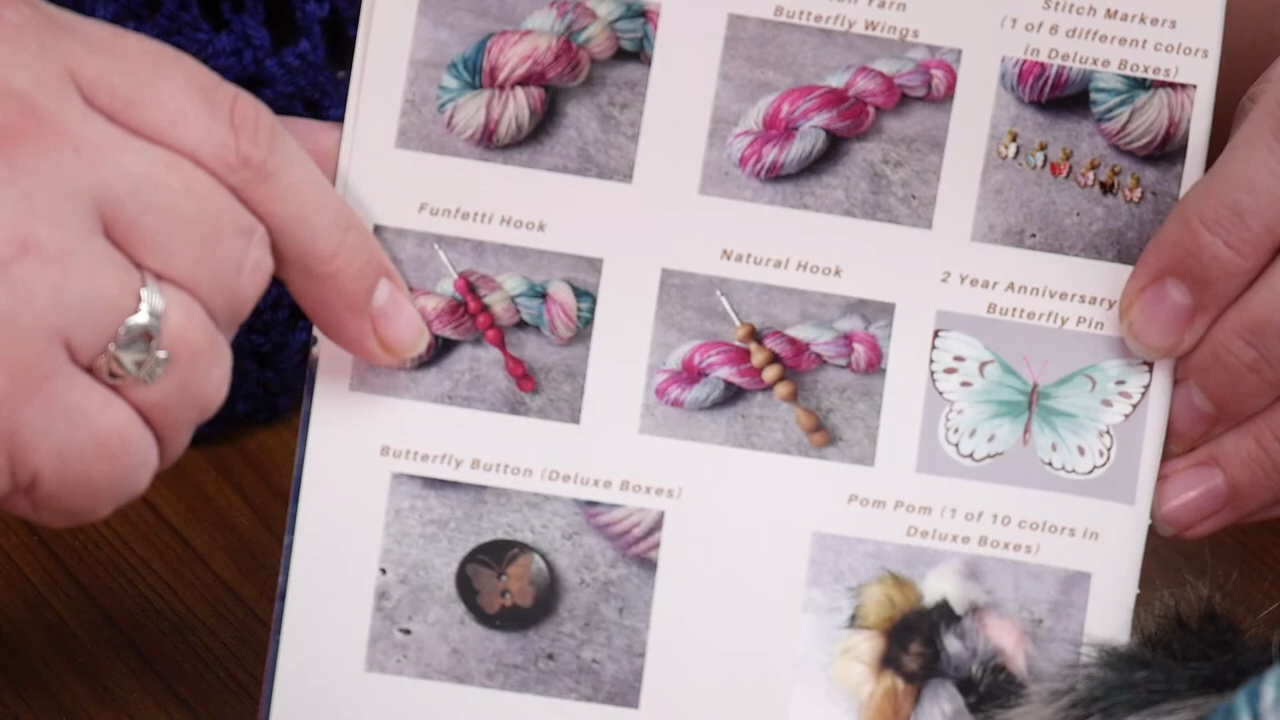 Yarn
Butterfly Wings
Stitch Markers
(1 of 6 different colors
in Deluxe Boxes)
Funfetti Hook
Natural Hook
2 Year Anniversary
Butterfly Pin
Butterfly Button (Deluxe Boxes)
Pom Pom (1 of 10 colors in
Deluxe Boxes)